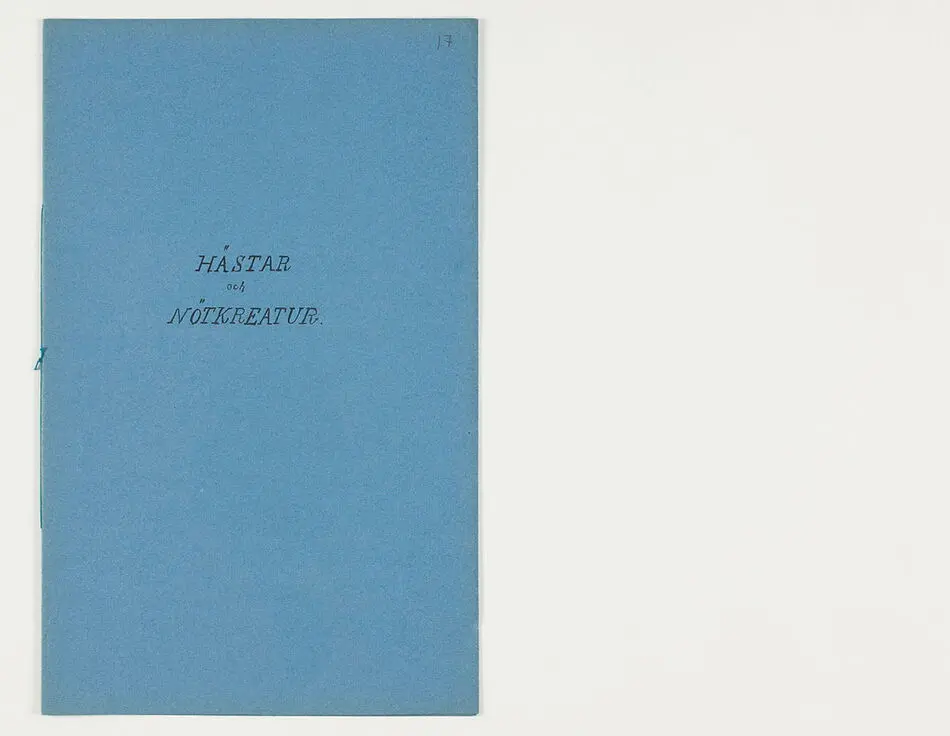 17
HÄSTAR
och
NÖTKREATUR.